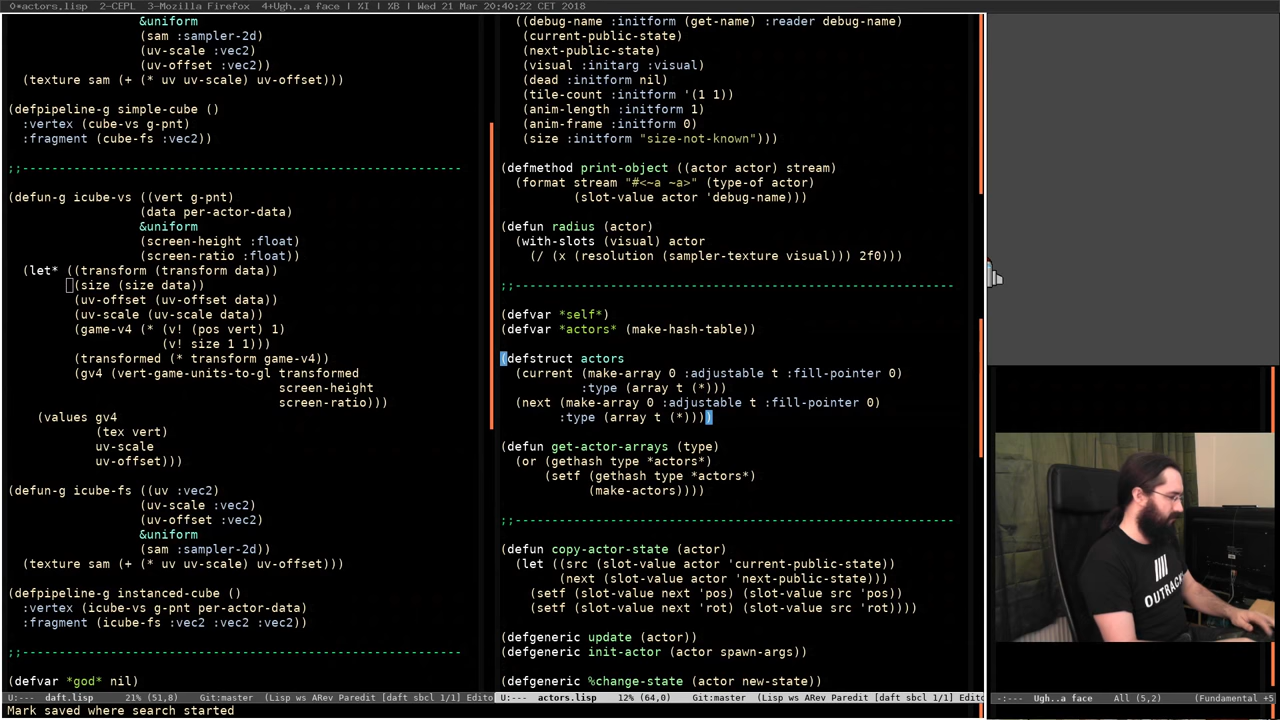 0*actors.lisp 2-CEPL 3-Mozilla Firefox 4+Ugh..a face | %I | %B | Wed 21 Mar 20:40:22 CET 2018
&uniform
(sam :sampler-2d)
(uv-scale :vec2)
(uv-offset :vec2))
(texture sam (+ (* uv uv-scale) uv-offset)))
(defpipeline-g simple-cube ()
:vertex (cube-vs g-pnt)
:fragment (cube-fs :vec2))
;;------------------------------------------------------------
(defun-g icube-vs ((vert g-pnt)
(data per-actor-data)
&uniform
(screen-height :float)
(screen-ratio :float))
(let* ((transform (transform data))
(size (size data))
(uv-offset (uv-offset data))
(uv-scale (uv-scale data))
(game-v4 (* (v! (pos vert) 1)
(v! size 1 1)))
(transformed (* transform game-v4))
(gv4 (vert-game-units-to-gl transformed
screen-height
screen-ratio)))
(values gv4
(tex vert)
uv-scale
uv-offset)))
(defun-g icube-fs ((uv :vec2)
(uv-scale :vec2)
(uv-offset :vec2)
&uniform
(sam :sampler-2d))
(texture sam (+ (* uv uv-scale) uv-offset)))
(defpipeline-g instanced-cube ()
:vertex (icube-vs g-pnt per-actor-data)
:fragment (icube-fs :vec2 :vec2 :vec2))
;;------------------------------------------------------------
(defvar *god* nil)
U:--- daft.lisp 21% (51,8) Git:master (Lisp ws ARev Paredit [daft sbcl 1/1] Edito
((debug-name :initform (get-name) :reader debug-name)
(current-public-state)
(next-public-state)
(visual :initarg :visual)
(dead :initform nil)
(tile-count :initform '(1 1))
(anim-length :initform 1)
(anim-frame :initform 0)
(size :initform "size-not-known")))
(defmethod print-object ((actor actor) stream)
(format stream "#<~a ~a>" (type-of actor)
(slot-value actor 'debug-name)))
(defun radius (actor)
(with-slots (visual) actor
(/ (x (resolution (sampler-texture visual))) 2f0)))
;;------------------------------------------------------------
(defvar *self*)
(defvar *actors* (make-hash-table))
(defstruct actors
(current (make-array 0 :adjustable t :fill-pointer 0)
:type (array t (*)))
(next (make-array 0 :adjustable t :fill-pointer 0)
:type (array t (*))))
(defun get-actor-arrays (type)
(or (gethash type *actors*)
(setf (gethash type *actors*)
(make-actors))))
;;------------------------------------------------------------
(defun copy-actor-state (actor)
(let ((src (slot-value actor 'current-public-state))
(next (slot-value actor 'next-public-state)))
(setf (slot-value next 'pos) (slot-value src 'pos))
(setf (slot-value next 'rot) (slot-value src 'rot))))
(defgeneric update (actor))
(defgeneric init-actor (actor spawn-args))
(defgeneric %change-state (actor new-state))
U:--- actors.lisp 12% (64,0) Git:master (Lisp ws ARev Paredit [daft sbcl 1/1] Edito
OUTRAC
-:--- Ugh..a face All (5,2) (Fundamental +5
Mark saved where search started